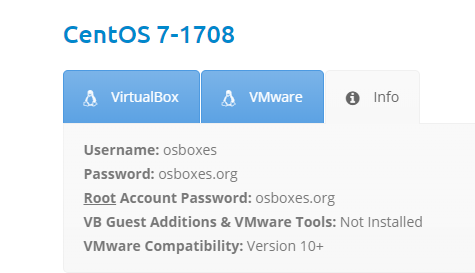 CentOS 7-1708
VirtualBox VMware Info
Username: osboxes
Password: osboxes.org
Root Account Password: osboxes.org
VB Guest Additions & VMware Tools: Not Installed
VMware Compatibility: Version 10+